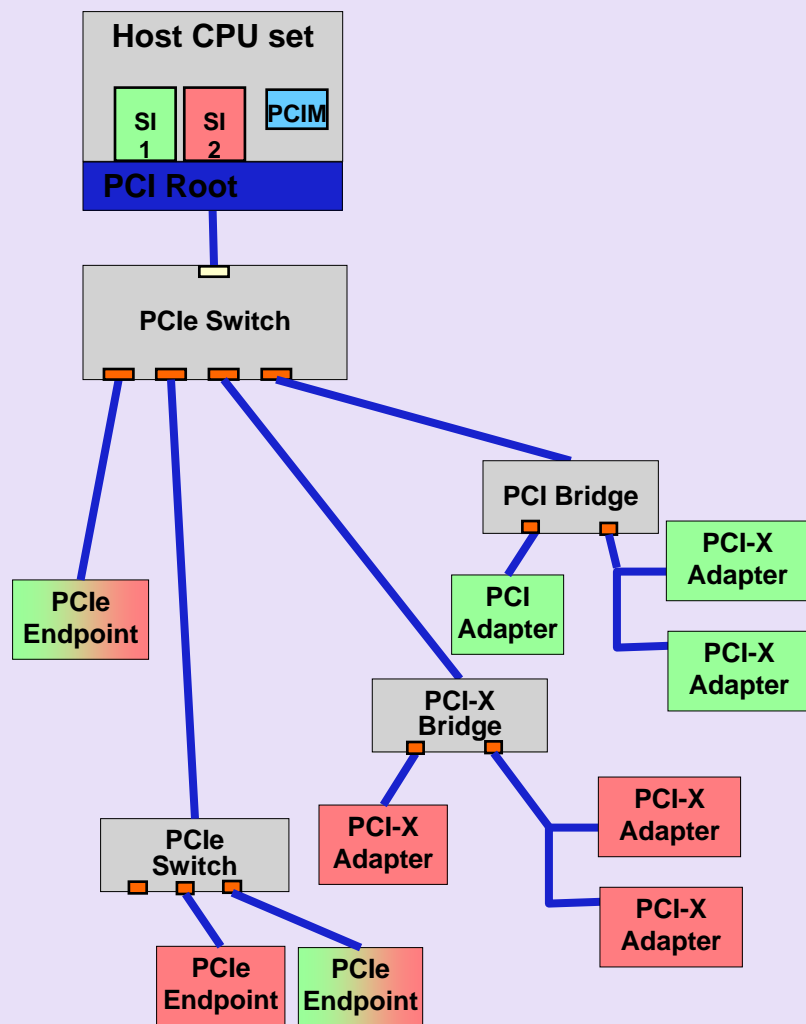 Host CPU set
SI
1
SI
2
PCIM
PCI Root
PCIe Switch
PCI Bridge
PCI-X
Adapter
PCI
Adapter
PCIe
Endpoint
PCI-X
Adapter
PCI-X
Bridge
PCI-X
Adapter
PCI-X
Adapter
PCIe
Switch
PCI-X
Adapter
PCIe
Endpoint
PCIe
Endpoint